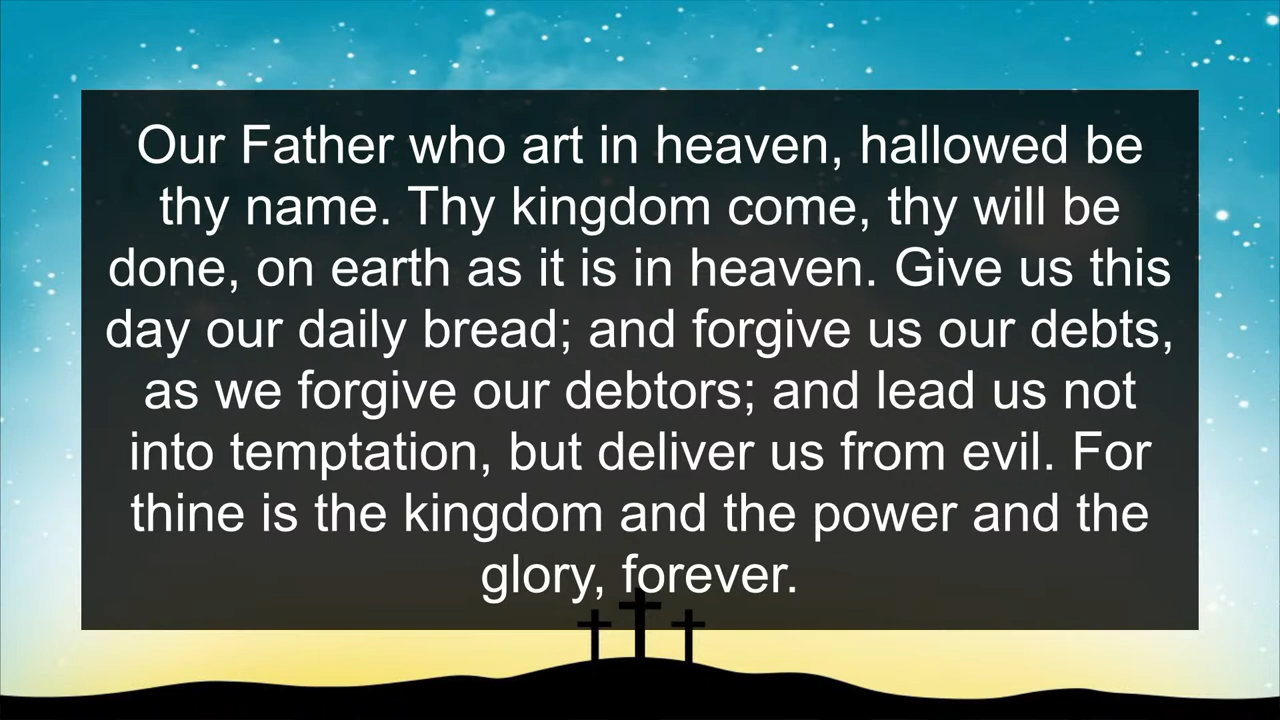 Our Father who art in heaven, hallowed be
thy name. Thy kingdom come, thy will be
done, on earth as it is in heaven. Give us this
day our daily bread; and forgive us our debts,
as we forgive our debtors; and lead us not
into temptation, but deliver us from evil. For
thine is the kingdom and the power and the
glory, forever.